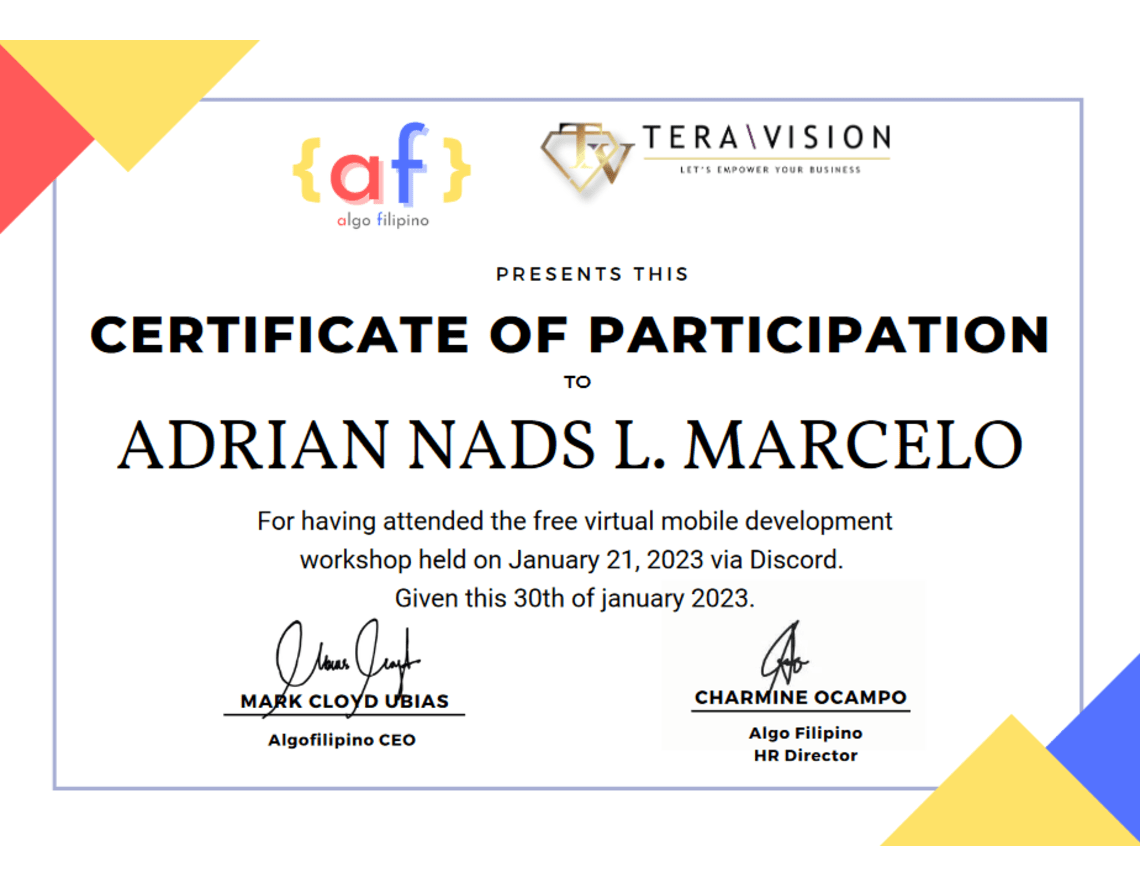 {af}
algo filipino
TERA\VISION
LET'S EMPOWER YOUR BUSINESS
PRESENTS THIS
CERTIFICATE OF PARTICIPATION
TO
ADRIAN NADS L. MARCELO
For having attended the free virtual mobile development
workshop held on January 21, 2023 via Discord.
Given this 30th of january 2023.
MARK CLOYD UBIAS
Algofilipino CEO
CHARMINE OCAMPO
Algo Filipino
HR Director